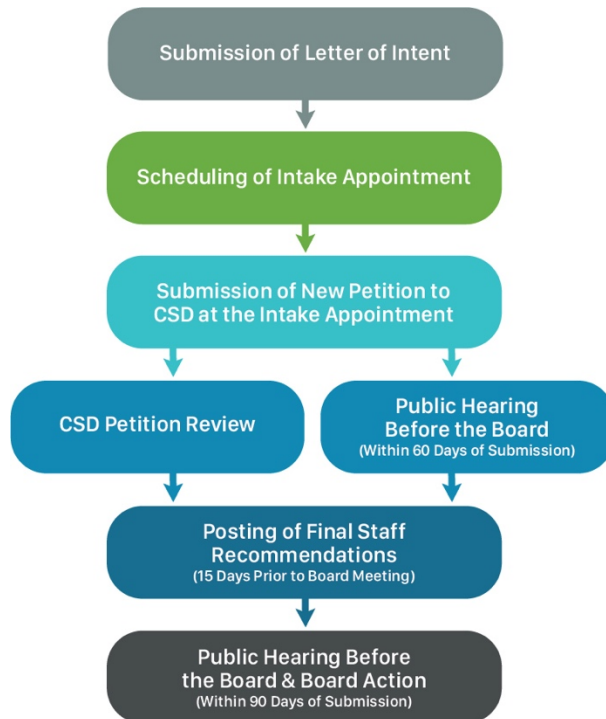 Submission of Letter of Intent
Scheduling of Intake Appointment
Submission of New Petition to
CSD at the Intake Appointment
CSD Petition Review
Public Hearing
Before the Board
(Within 60 Days of Submission)
Posting of Final Staff
Recommendations
(15 Days Prior to Board Meeting)
Public Hearing Before
the Board & Board Action
(Within 90 Days of Submission)